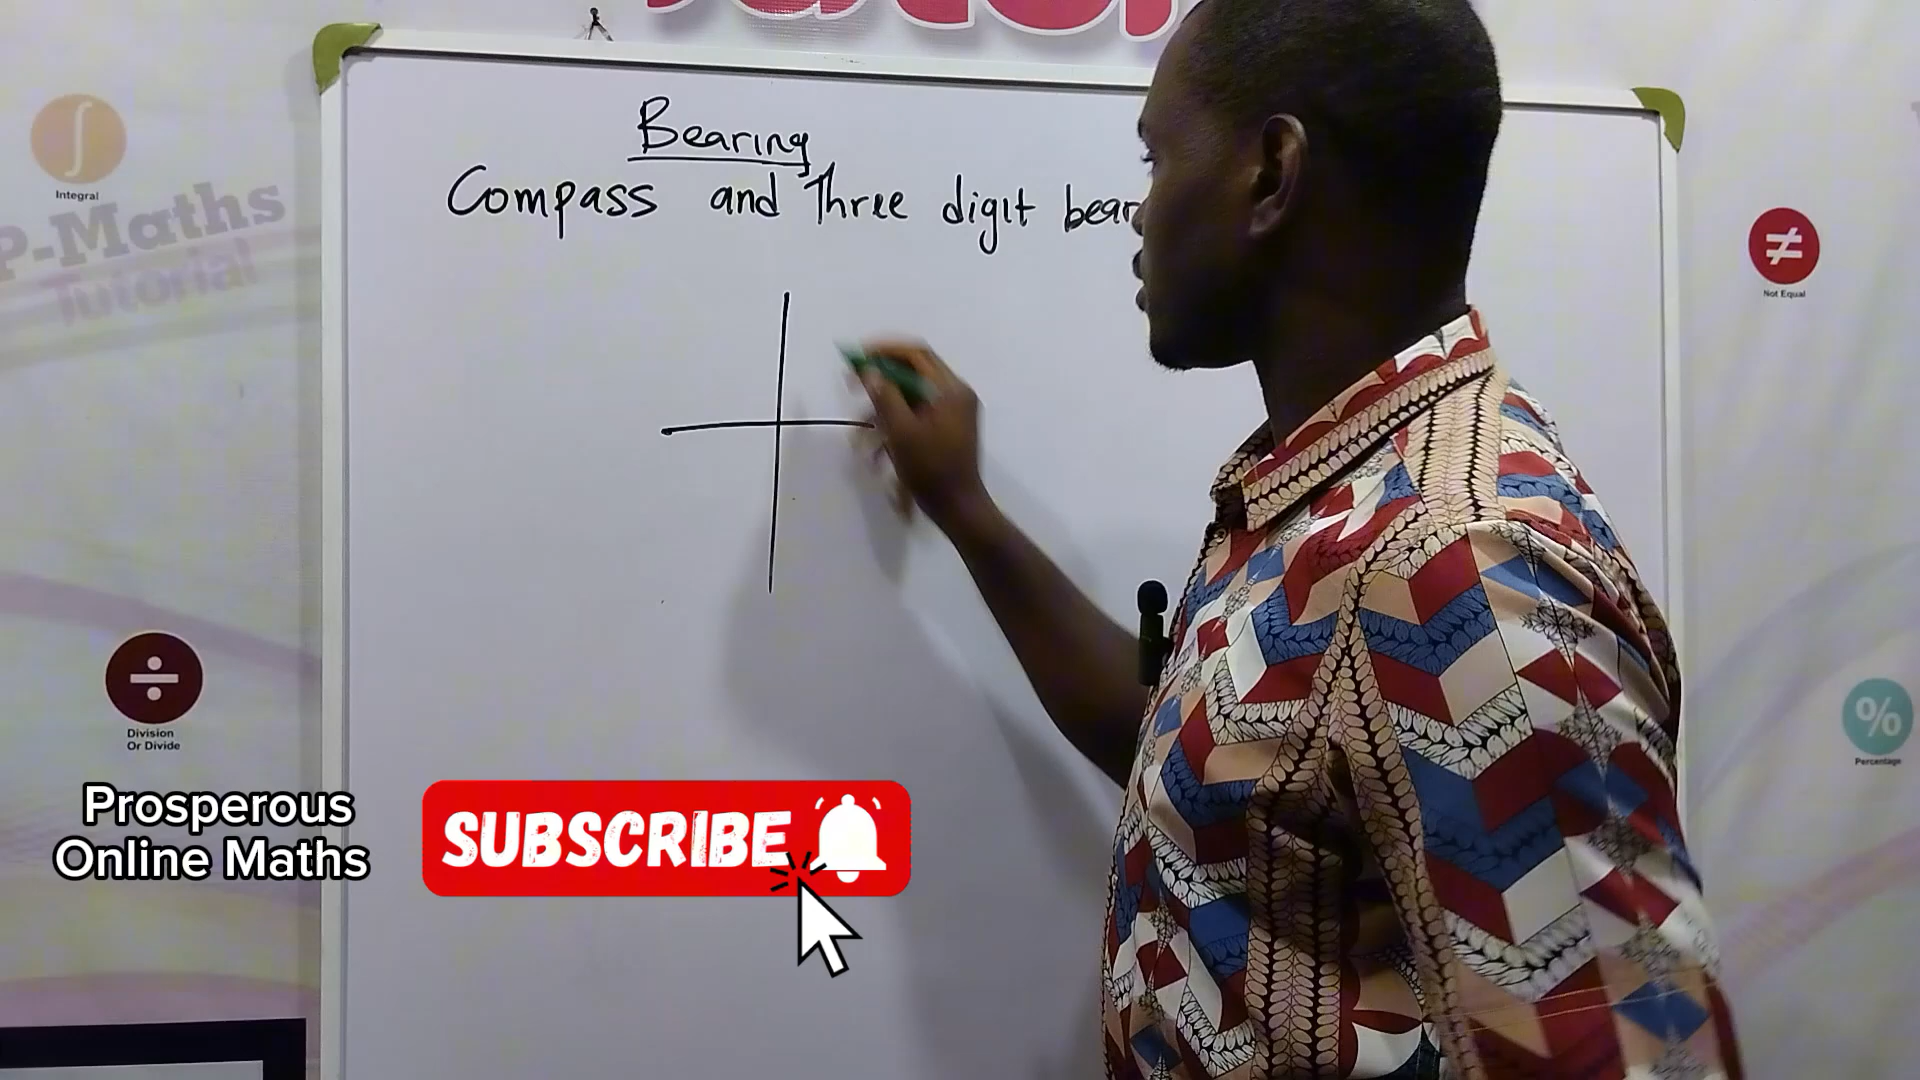 Bearing
Compass and Three digit bear
Integral
P-Maths
Tutorial
Not Equal
Division
Or Divide
%
Percentage
Prosperous
Online Maths
SUBSCRIBE